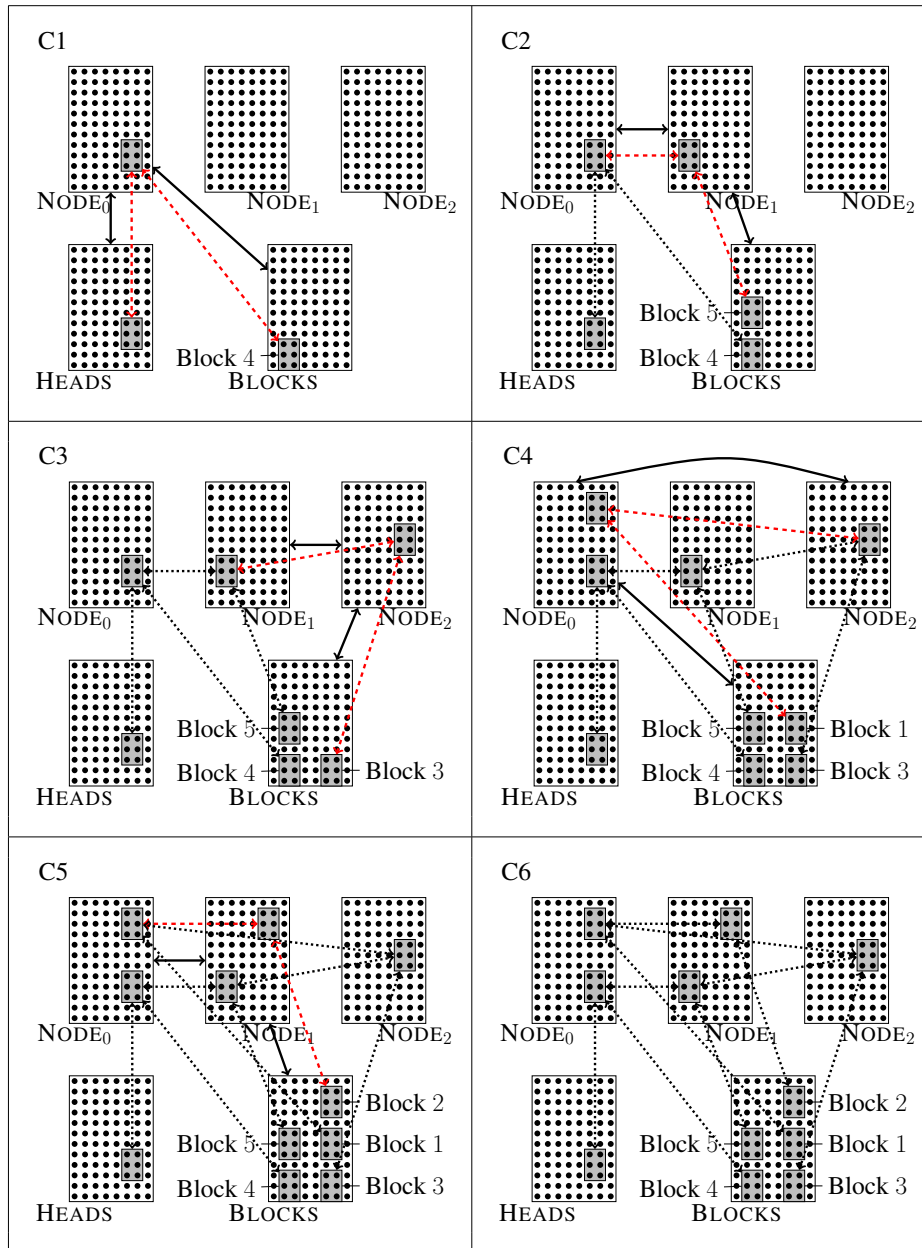 C1
NODE₀
NODE₁
NODE₂
Block 4
HEADS
BLOCKS
C2
NODE₀
NODE₁
NODE₂
Block 5
Block 4
HEADS
BLOCKS
C3
NODE₀
NODE₁
NODE₂
Block 5
Block 4
Block 3
HEADS
BLOCKS
C4
NODE₀
NODE₁
NODE₂
Block 5
Block 1
Block 4
Block 3
HEADS
BLOCKS
C5
NODE₀
NODE₁
NODE₂
Block 2
Block 5
Block 1
Block 4
Block 3
HEADS
BLOCKS
C6
NODE₀
NODE₁
NODE₂
Block 2
Block 5
Block 1
Block 4
Block 3
HEADS
BLOCKS